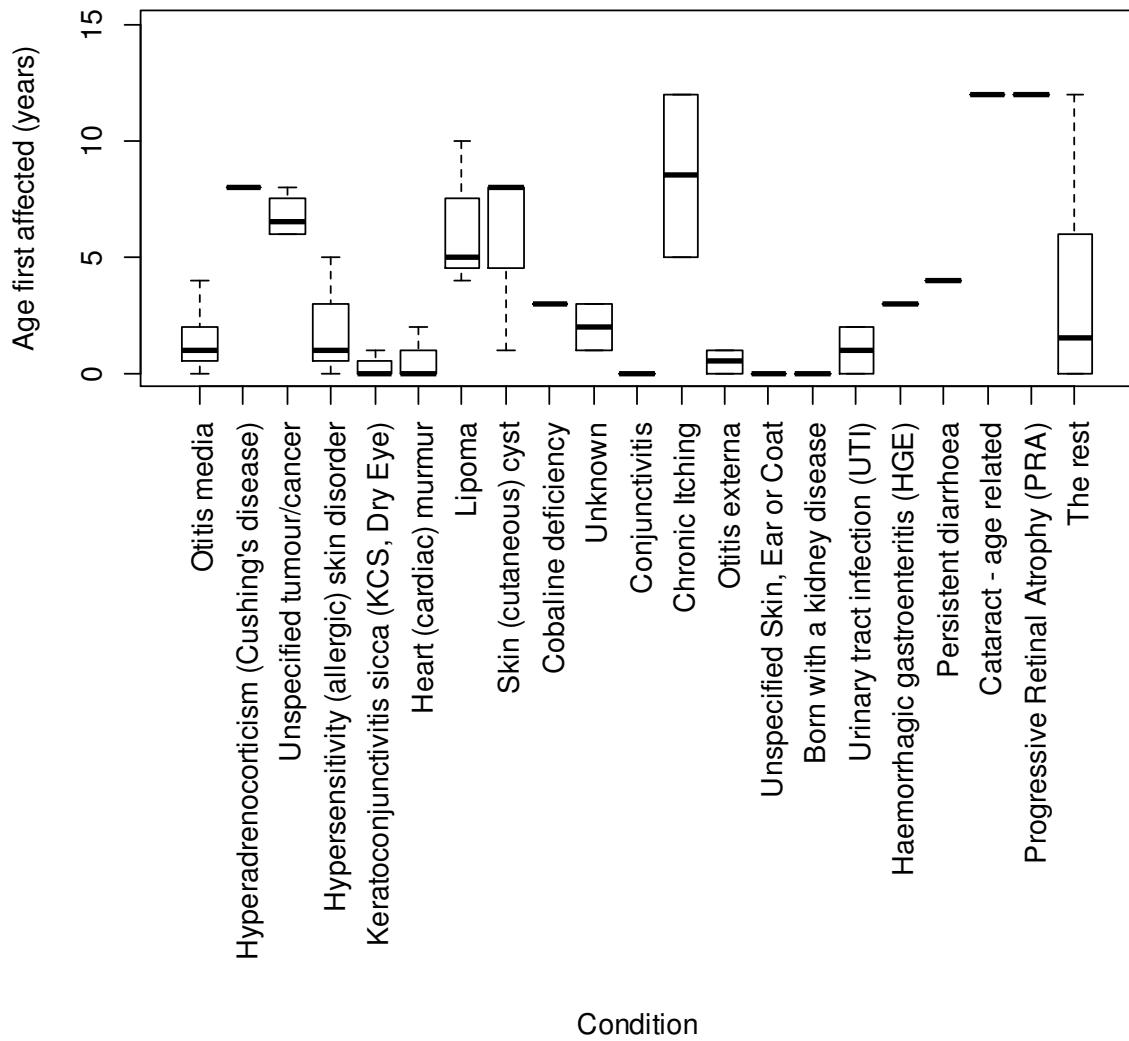 Age first affected (years)
15
10
5
0
Otitis media
Hyperadrenocorticism (Cushing's disease)
Unspecified tumour/cancer
Hypersensitivity (allergic) skin disorder
Keratoconjunctivitis sicca (KCS, Dry Eye)
Heart (cardiac) murmur
Lipoma
Skin (cutaneous) cyst
Cobaline deficiency
Unknown
Conjunctivitis
Chronic Itching
Otitis externa
Unspecified Skin, Ear or Coat
Born with a kidney disease
Urinary tract infection (UTI)
Haemorrhagic gastroenteritis (HGE)
Persistent diarrhoea
Cataract - age related
Progressive Retinal Atrophy (PRA)
The rest
Condition